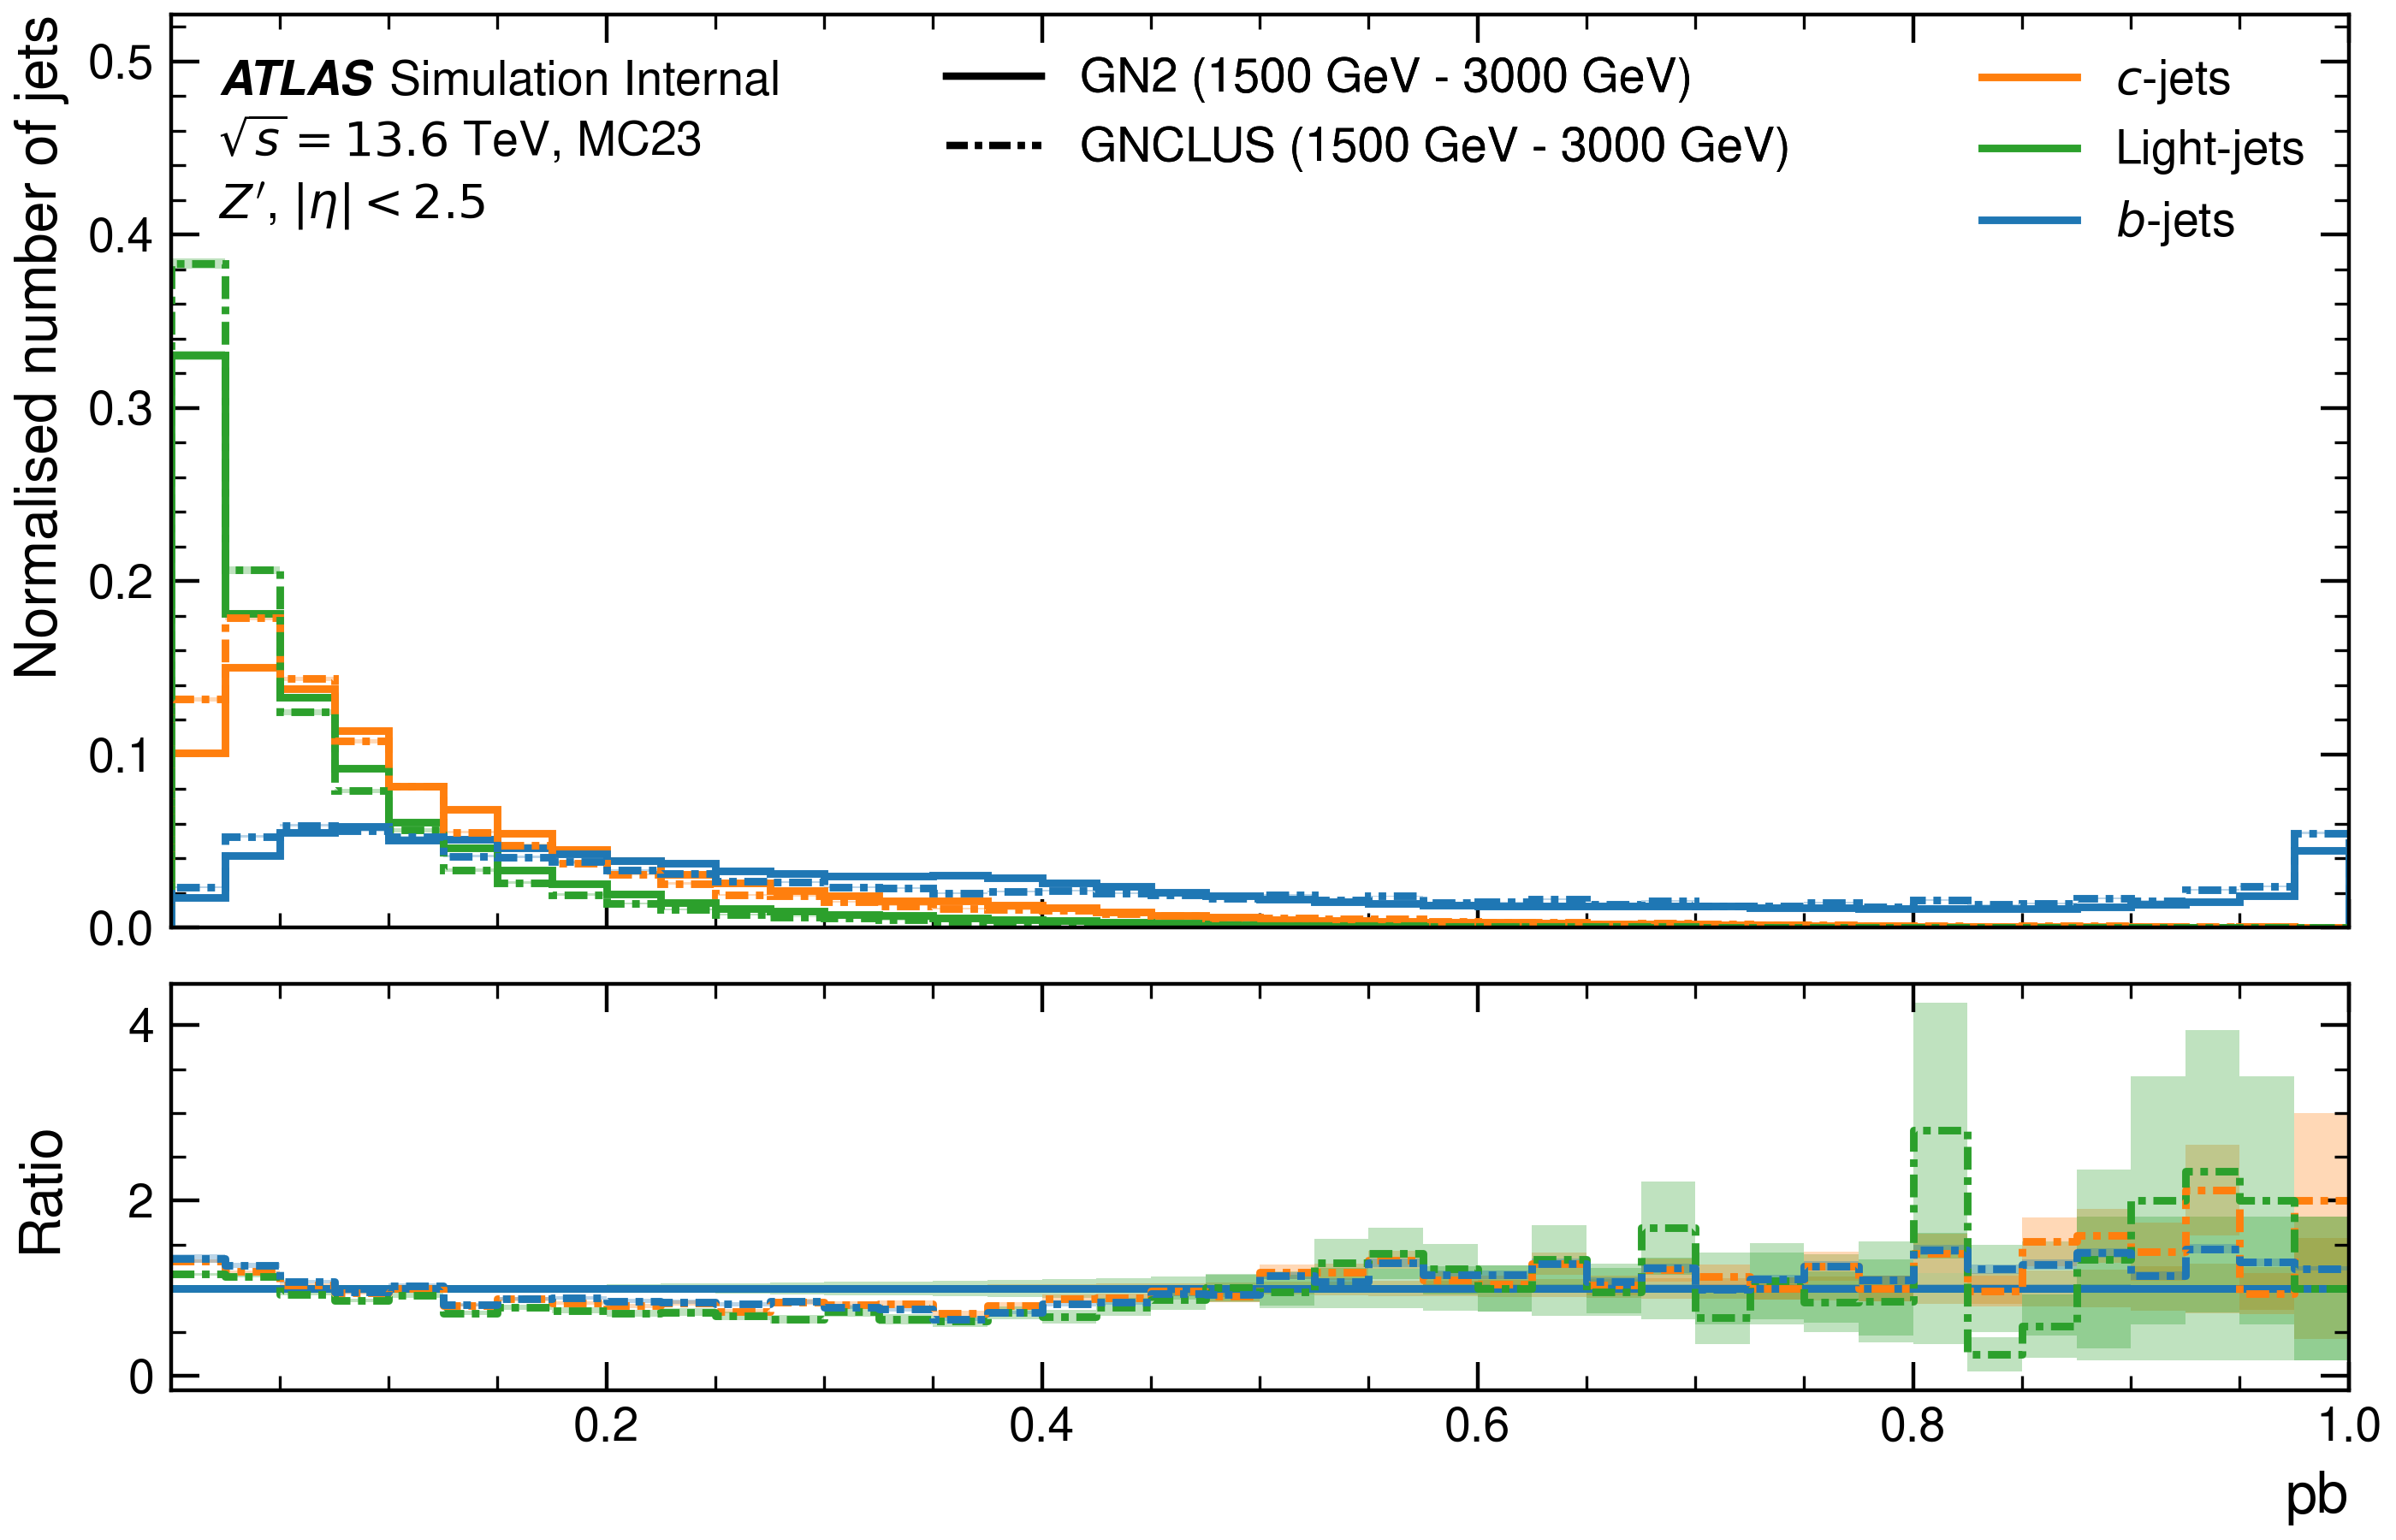 Normalised number of jets
0.5
0.4
0.3
0.2
0.1
0.0
ATLAS Simulation Internal
√s = 13.6 TeV, MC23
Z′, |η| < 2.5
GN2 (1500 GeV - 3000 GeV)
GNCLUS (1500 GeV - 3000 GeV)
c-jets
Light-jets
b-jets
Ratio
4
2
0
0.2 0.4 0.6 0.8 1.0
pb